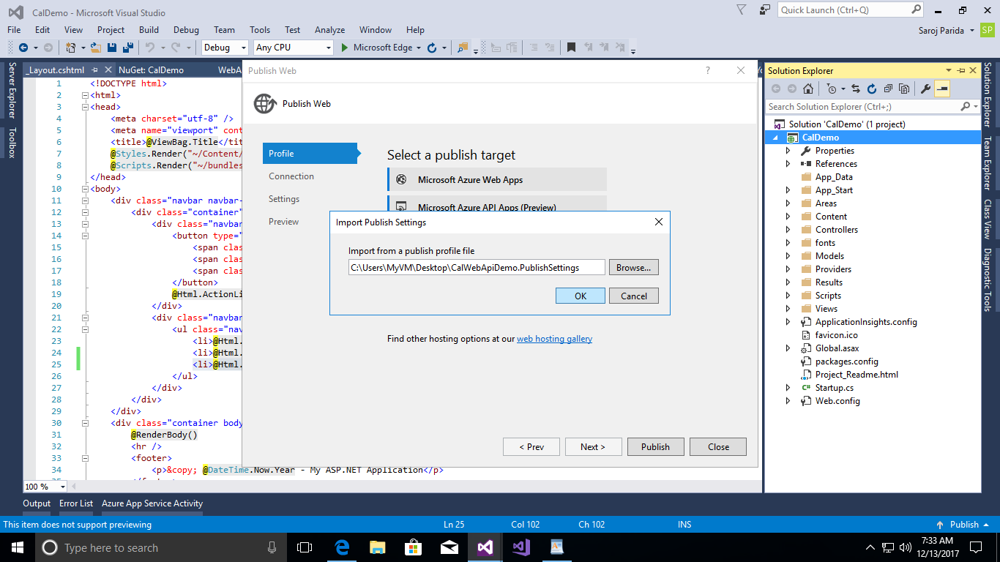 CalDemo - Microsoft Visual Studio
Quick Launch (Ctrl+Q)
File Edit View Project Build Debug Team Tools Test Analyze Window Help
Saroj Parida
SP
Debug Any CPU Microsoft Edge
Server Explorer
Toolbox
_Layout.cshtml NuGet: CalDemo WebA
1 <!DOCTYPE html>
2 <html>
3 <head>
4 <meta charset="utf-8" />
5 <meta name="viewport" cont
6 <title>@ViewBag.Title</tit
7 @Styles.Render("~/Content/
8 @Scripts.Render("~/bundles
9 </head>
10 <body>
11 <div class="navbar navbar-
12 <div class="container"
13 <div class="navbar
14 <button type="
15 <span clas
16 <span clas
17 <span clas
18 </button>
19 @Html.ActionLi
20 </div>
21 <div class="navbar
22 <ul class="nav
23 <li>@Html.
24 <li>@Html.
25 <li>@Html.
26 </ul>
27 </div>
28 </div>
29 </div>
30 <div class="container body
31 @RenderBody()
32 <hr />
33 <footer>
34 <p>&copy; @DateTime.Now.Year - My ASP.NET Application</p>
100 %
Publish Web
?
Publish Web
Profile
Connection
Settings
Preview
Select a publish target
Microsoft Azure Web Apps
Microsoft Azure API Apps (Preview)
Import Publish Settings
Import from a publish profile file
C:\Users\MyVM\Desktop\CalWebApiDemo.PublishSettings
Browse...
OK Cancel
Find other hosting options at our web hosting gallery
< Prev Next > Publish Close
Solution Explorer
Search Solution Explorer (Ctrl+;)
Solution 'CalDemo' (1 project)
CalDemo
Properties
References
App_Data
App_Start
Areas
Content
Controllers
fonts
Models
Providers
Results
Scripts
Views
ApplicationInsights.config
favicon.ico
Global.asax
packages.config
Project_Readme.html
Startup.cs
Web.config
Solution Explorer
Team Explorer
Class View
Diagnostic Tools
Output Error List Azure App Service Activity
This item does not support previewing
Ln 25 Col 102 Ch 102 INS
Publish
Type here to search
7:33 AM
12/13/2017